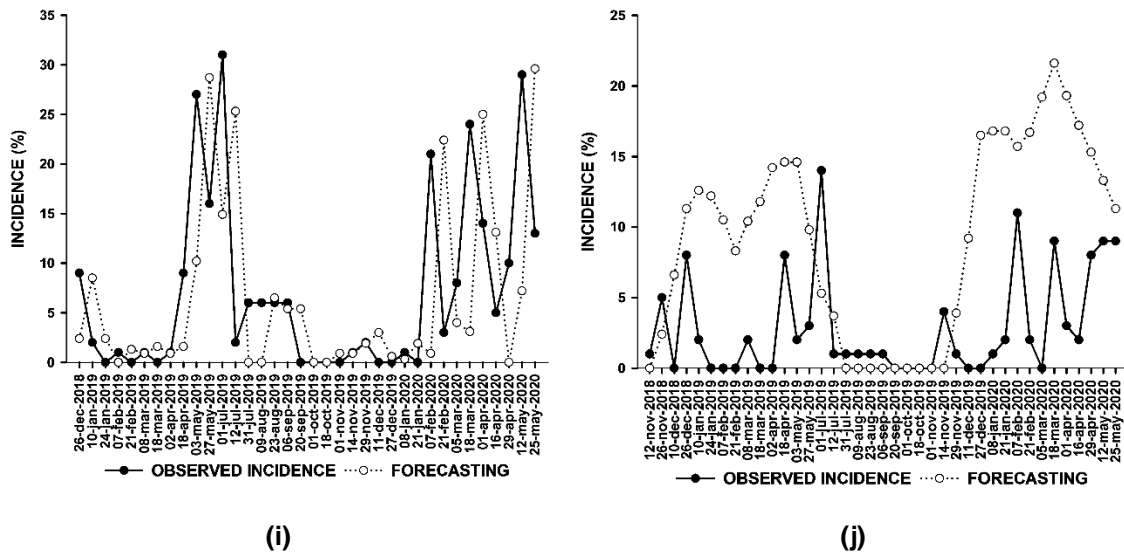 INCIDENCE (%)
35
30
25
20
15
10
5
0
26-dec-2018
10-jan-2019
24-jan-2019
07-feb-2019
21-feb-2019
08-mar-2019
18-mar-2019
02-apr-2019
18-apr-2019
03-may-2019
27-may-2019
01-jul-2019
12-jul-2019
31-jul-2019
09-aug-2019
23-aug-2019
06-sep-2019
20-sep-2019
01-oct-2019
18-oct-2019
01-nov-2019
14-nov-2019
29-nov-2019
11-dec-2019
27-dec-2019
08-jan-2020
21-jan-2020
07-feb-2020
21-feb-2020
05-mar-2020
18-mar-2020
01-apr-2020
16-apr-2020
29-apr-2020
12-may-2020
25-may-2020
OBSERVED INCIDENCE FORECASTING
(i)
INCIDENCE (%)
25
20
15
10
5
0
12-nov-2018
26-nov-2018
10-dec-2018
26-dec-2018
10-jan-2019
24-jan-2019
07-feb-2019
21-feb-2019
08-mar-2019
18-mar-2019
02-apr-2019
18-apr-2019
03-may-2019
27-may-2019
01-jul-2019
12-jul-2019
31-jul-2019
09-aug-2019
23-aug-2019
06-sep-2019
20-sep-2019
01-oct-2019
18-oct-2019
01-nov-2019
14-nov-2019
29-nov-2019
11-dec-2019
27-dec-2019
08-jan-2020
21-jan-2020
07-feb-2020
21-feb-2020
05-mar-2020
18-mar-2020
01-apr-2020
16-apr-2020
29-apr-2020
12-may-2020
25-may-2020
OBSERVED INCIDENCE FORECASTING
(j)